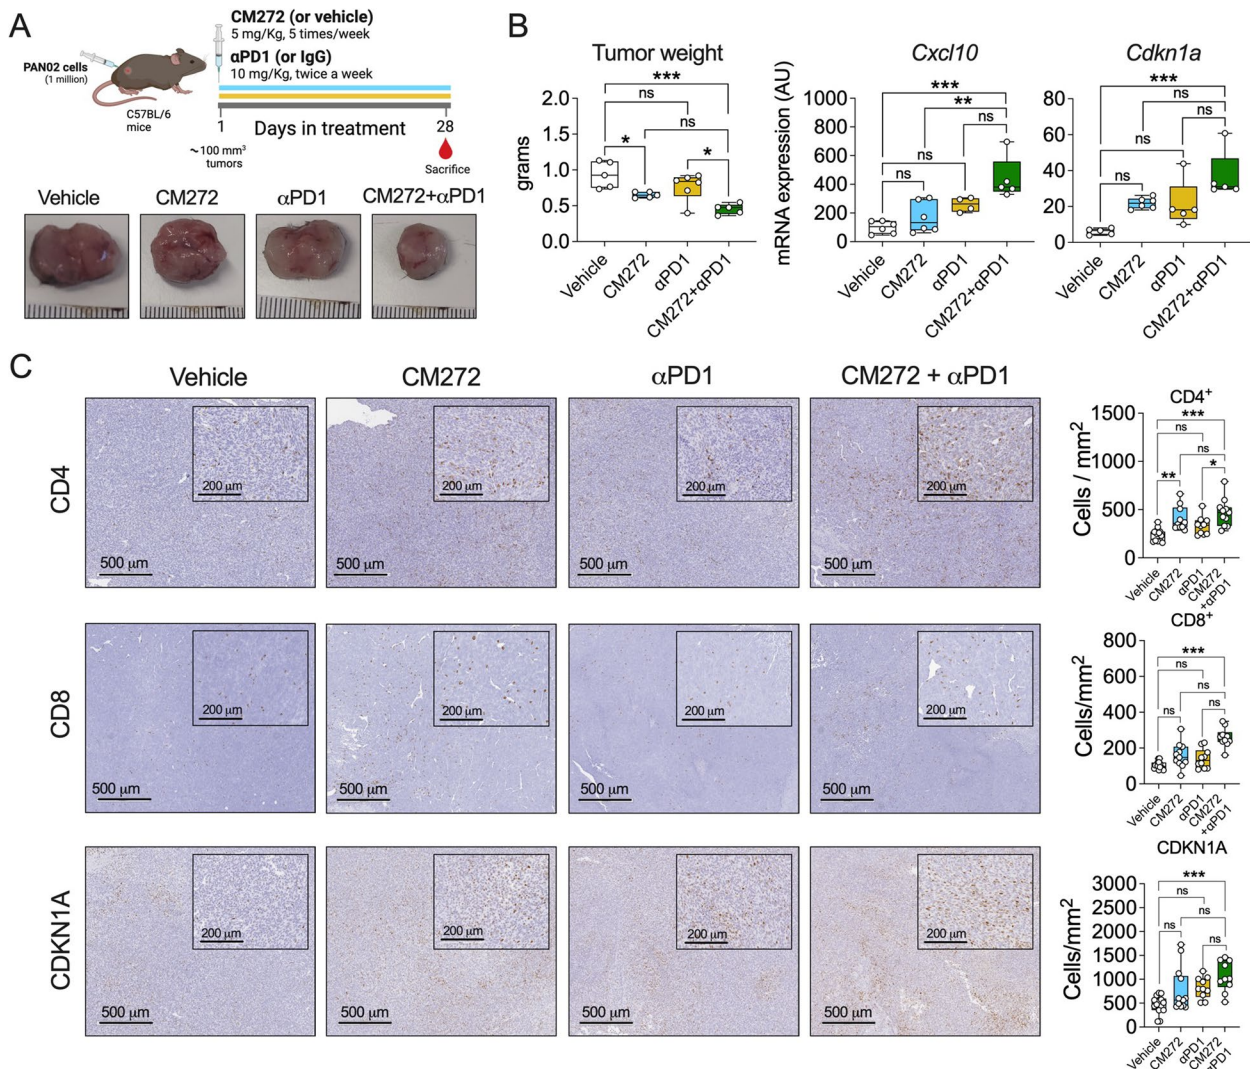 A
CM272 (or vehicle)
5 mg/Kg, 5 times/week
αPD1 (or IgG)
10 mg/Kg, twice a week
PAN02 cells
(1 million)
C57BL/6
mice
1
Days in treatment
28
~100 mm³
tumors
Sacrifice
Vehicle
CM272
αPD1
CM272+αPD1
B
Tumor weight
***
ns
ns
*
*
grams
2.0
1.5
1.0
0.5
0.0
Vehicle
CM272
αPD1
CM272+αPD1
Cxcl10
***
**
ns
ns
ns
mRNA expression (AU)
1000
800
600
400
200
0
Vehicle
CM272
αPD1
CM272+αPD1
Cdkn1a
***
ns
ns
ns
ns
80
60
40
20
0
Vehicle
CM272
αPD1
CM272+αPD1
C
Vehicle
CM272
αPD1
CM272 + αPD1
CD4
200 µm
500 µm
200 µm
500 µm
200 µm
500 µm
200 µm
500 µm
CD4⁺
***
ns
ns
**
*
Cells / mm²
1500
1000
500
0
Vehicle
CM272
αPD1
CM272
+αPD1
CD8
200 µm
500 µm
200 µm
500 µm
200 µm
500 µm
200 µm
500 µm
CD8⁺
***
ns
ns
ns
ns
Cells/mm²
800
600
400
200
0
Vehicle
CM272
αPD1
CM272
+αPD1
CDKN1A
200 µm
500 µm
200 µm
500 µm
200 µm
500 µm
200 µm
500 µm
CDKN1A
***
ns
ns
ns
ns
Cells/mm²
3000
2500
2000
1500
1000
500
0
Vehicle
CM272
αPD1
CM272
+αPD1